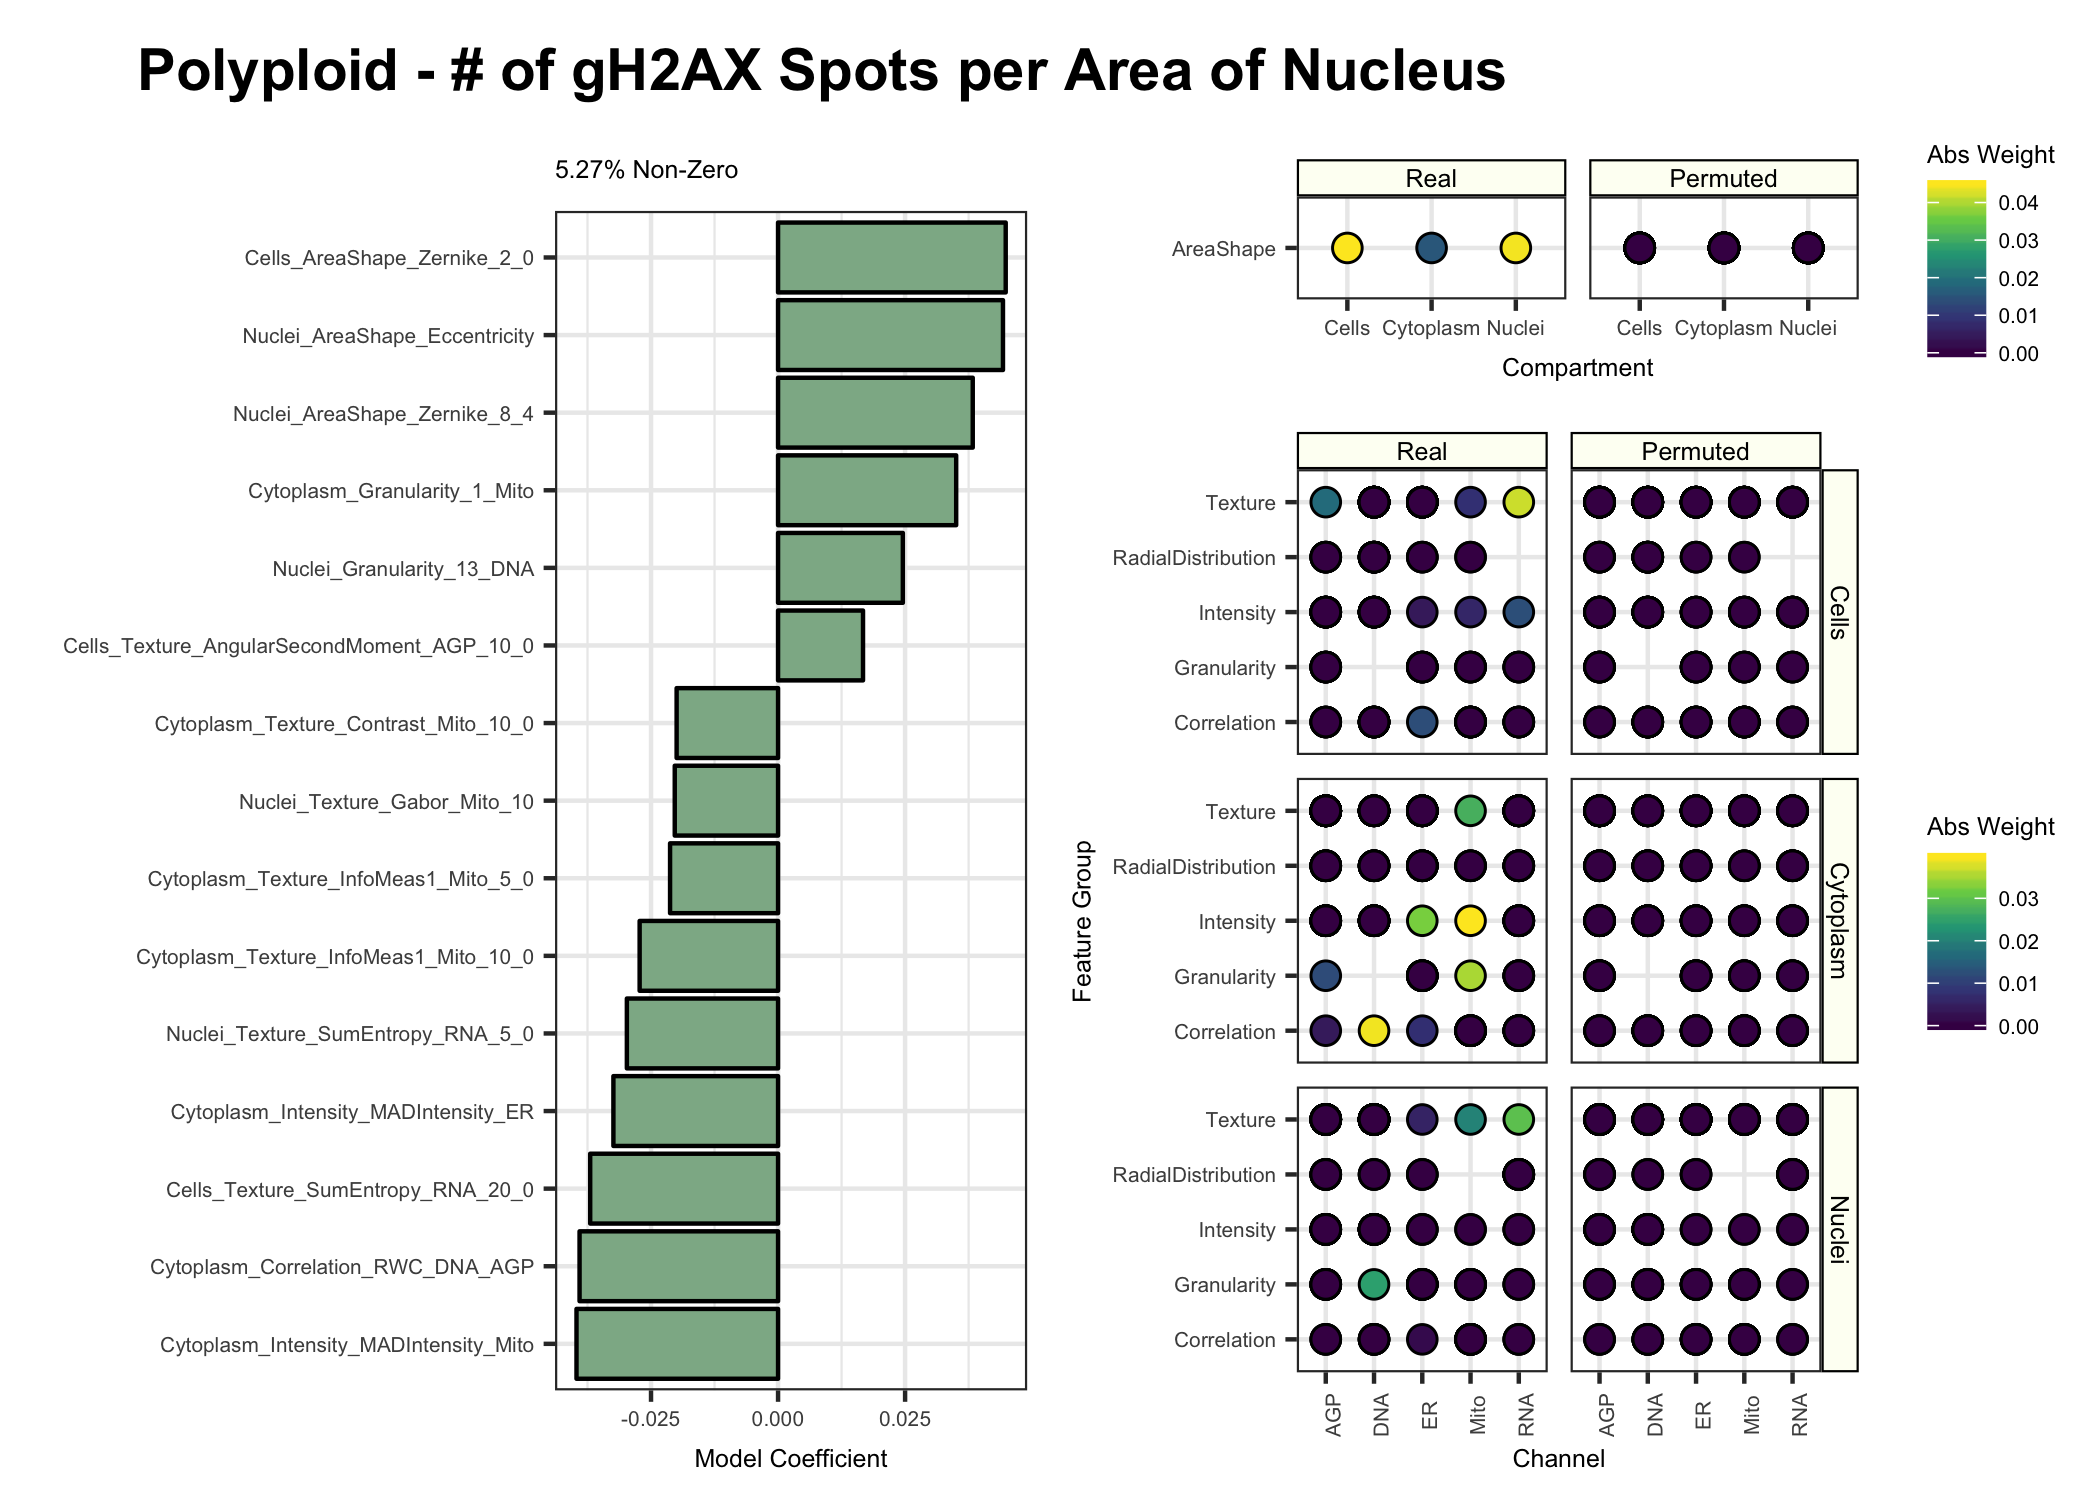 Polyploid - # of gH2AX Spots per Area of Nucleus
5.27% Non-Zero
Cells_AreaShape_Zernike_2_0
Nuclei_AreaShape_Eccentricity
Nuclei_AreaShape_Zernike_8_4
Cytoplasm_Granularity_1_Mito
Nuclei_Granularity_13_DNA
Cells_Texture_AngularSecondMoment_AGP_10_0
Cytoplasm_Texture_Contrast_Mito_10_0
Nuclei_Texture_Gabor_Mito_10
Cytoplasm_Texture_InfoMeas1_Mito_5_0
Cytoplasm_Texture_InfoMeas1_Mito_10_0
Nuclei_Texture_SumEntropy_RNA_5_0
Cytoplasm_Intensity_MADIntensity_ER
Cells_Texture_SumEntropy_RNA_20_0
Cytoplasm_Correlation_RWC_DNA_AGP
Cytoplasm_Intensity_MADIntensity_Mito
-0.025 0.000 0.025
Model Coefficient
Real Permuted
AreaShape
Cells Cytoplasm Nuclei Cells Cytoplasm Nuclei
Compartment
Abs Weight
0.04
0.03
0.02
0.01
0.00
Feature Group
Real Permuted
Texture
RadialDistribution
Intensity
Granularity
Correlation
Cells
Texture
RadialDistribution
Intensity
Granularity
Correlation
Cytoplasm
Texture
RadialDistribution
Intensity
Granularity
Correlation
Nuclei
AGP DNA ER Mito RNA AGP DNA ER Mito RNA
Channel
Abs Weight
0.03
0.02
0.01
0.00